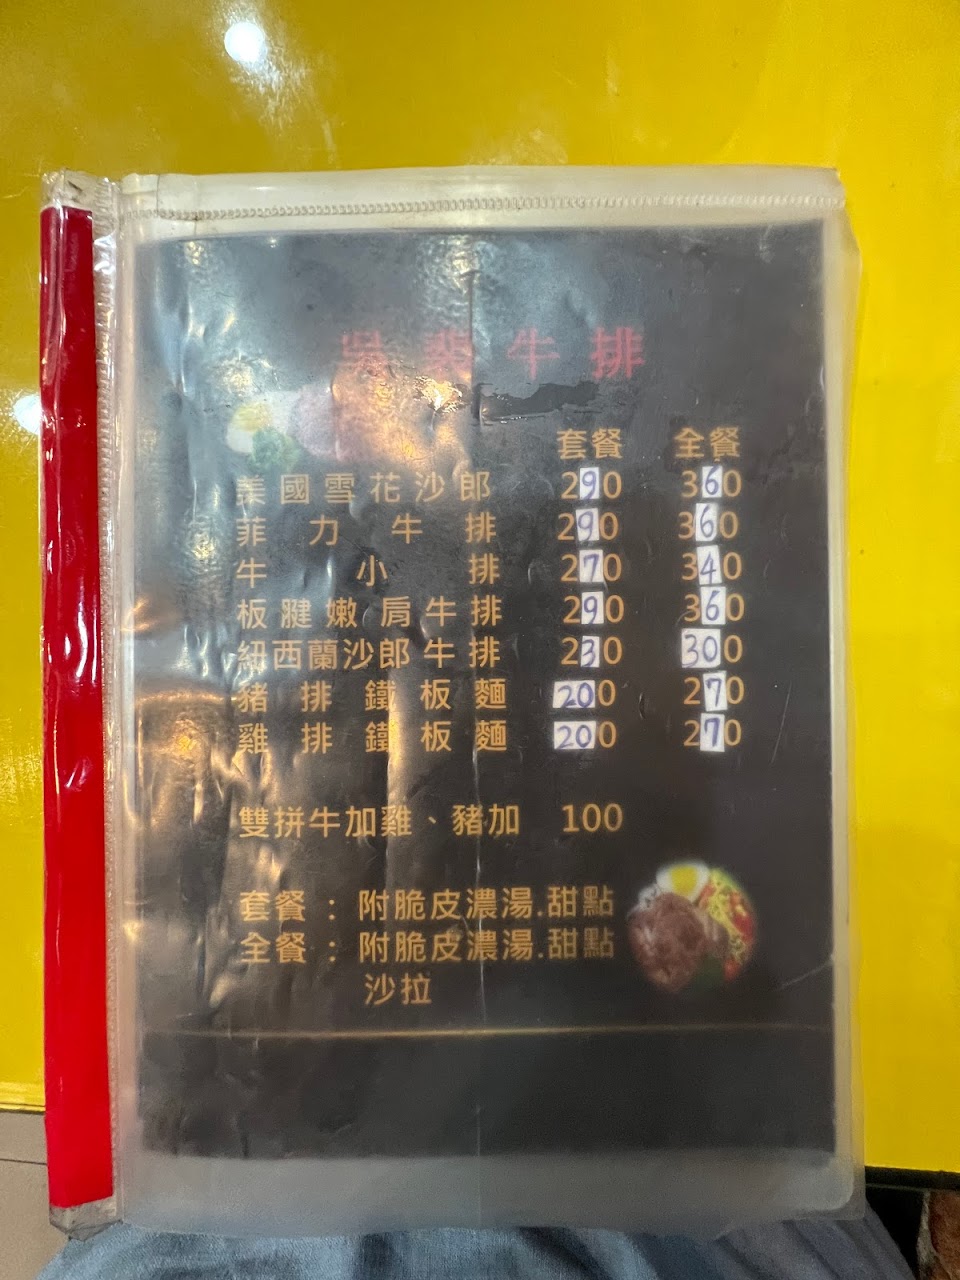 牛排
套餐 全餐
美國雪花沙郎 290 360
菲力牛排 290 360
牛小排 270 340
板腱嫩肩牛排 290 360
紐西蘭沙郎牛排 230 300
豬排鐵板麵 200 270
雞排鐵板麵 200 270
雙拼牛加雞、豬加 100
套餐：附脆皮濃湯.甜點
全餐：附脆皮濃湯.甜點
沙拉